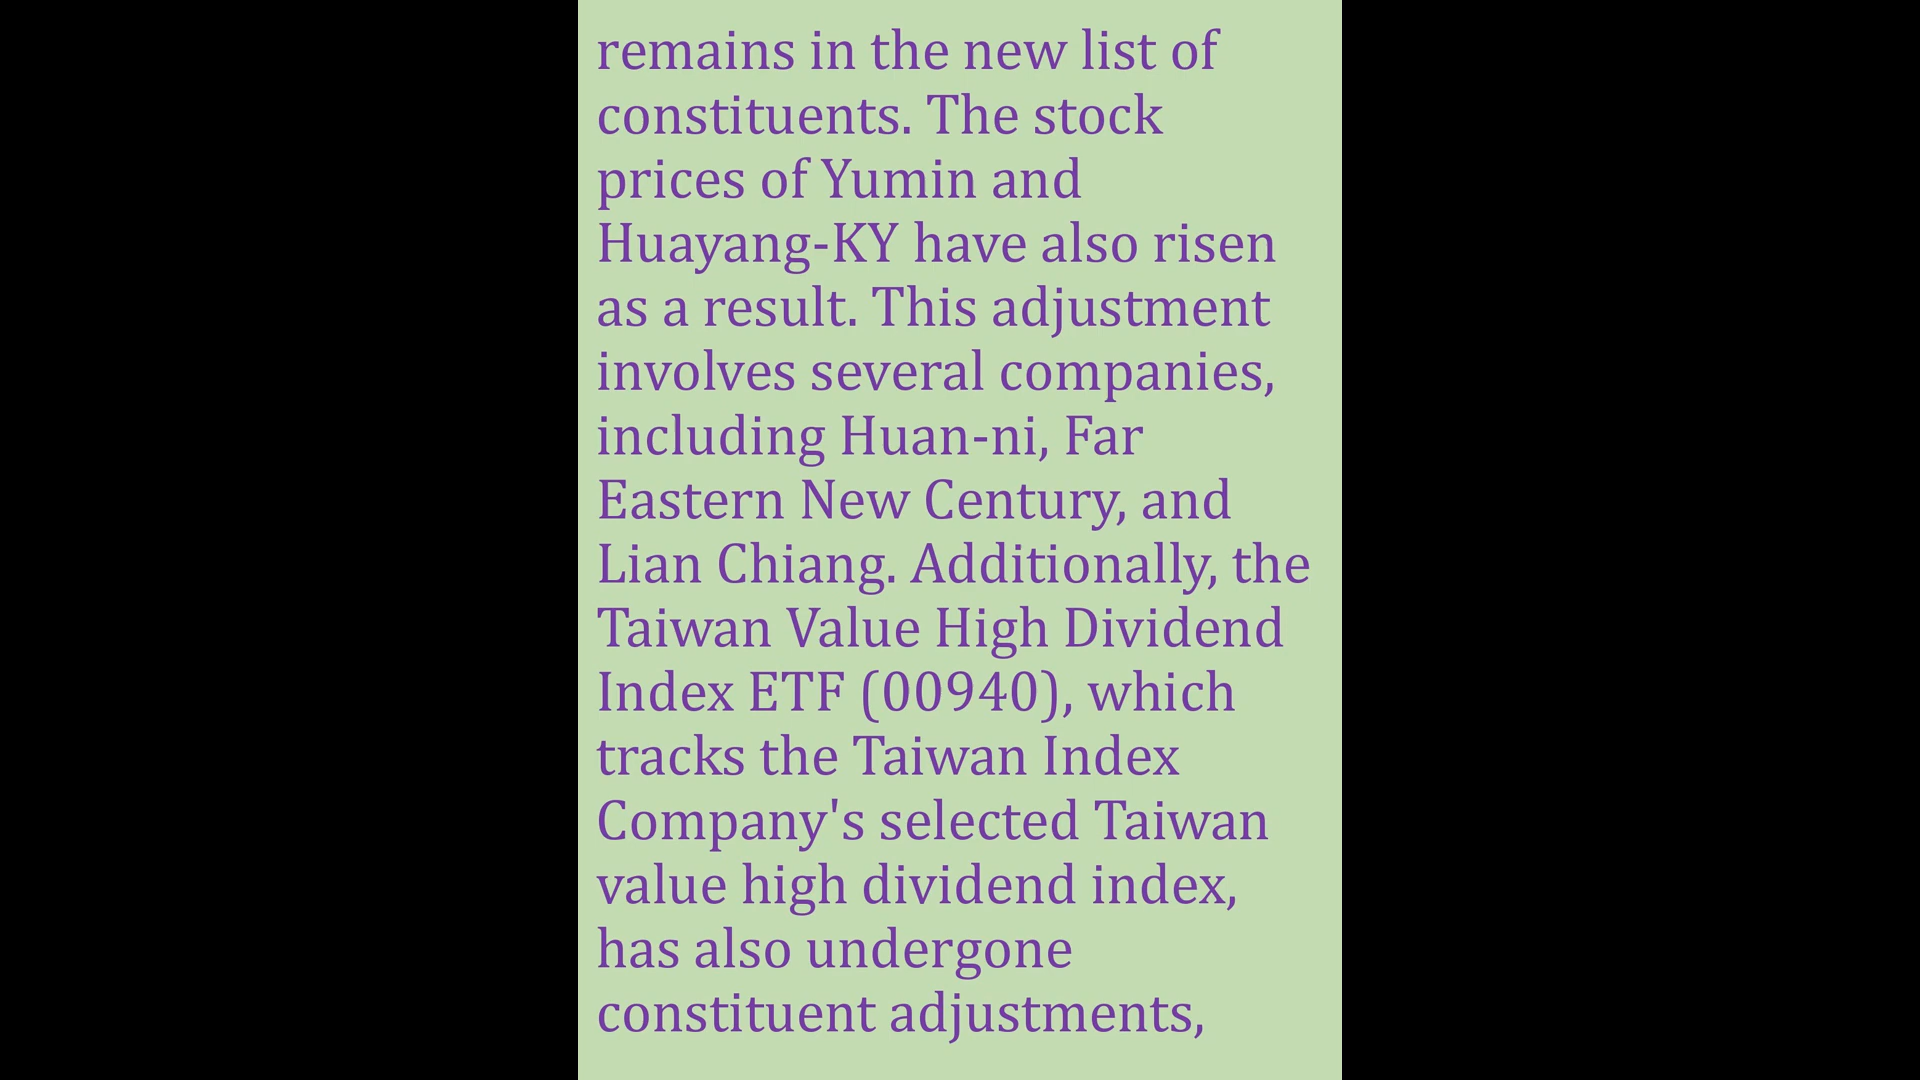 remains in the new list of
constituents. The stock
prices of Yumin and
Huayang-KY have also risen
as a result. This adjustment
involves several companies,
including Huan-ni, Far
Eastern New Century, and
Lian Chiang. Additionally, the
Taiwan Value High Dividend
Index ETF (00940), which
tracks the Taiwan Index
Company's selected Taiwan
value high dividend index,
has also undergone
constituent adjustments,